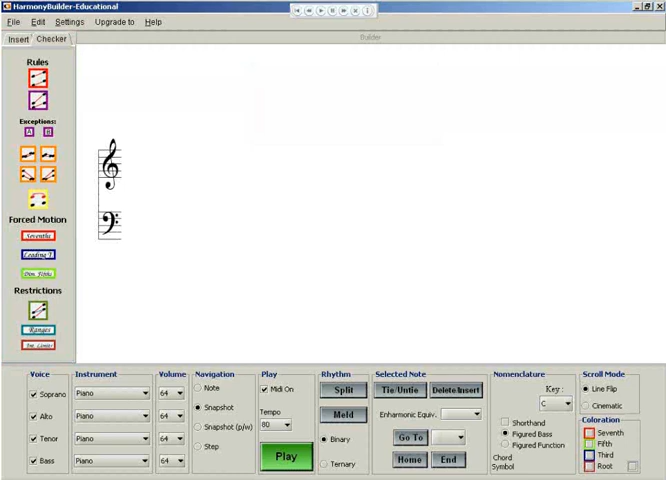 HarmonyBuilder-Educational
File Edit Settings Upgrade to Help
Insert Checker
Builder
Rules
Exceptions:
A B
Forced Motion
Sevenths
Leading T.
Dim. Fifths
Restrictions
Ranges
Voice
Soprano
Alto
Tenor
Bass
Instrument
Piano
Piano
Piano
Piano
Volume
64
64
64
64
Navigation
Note
Snapshot
Snapshot (p/w)
Step
Play
Midi On
Tempo
80
Play
Rhythm
Split
Meld
Binary
Ternary
Selected Note
Tie/Untie Delete/Insert
Enharmonic Equiv.
Go To
Home End
Nomenclature
Key:
C
Shorthand
Figured Bass
Figured Function
Chord
Symbol
Scroll Mode
Line Flip
Cinematic
Coloration
Seventh
Fifth
Third
Root